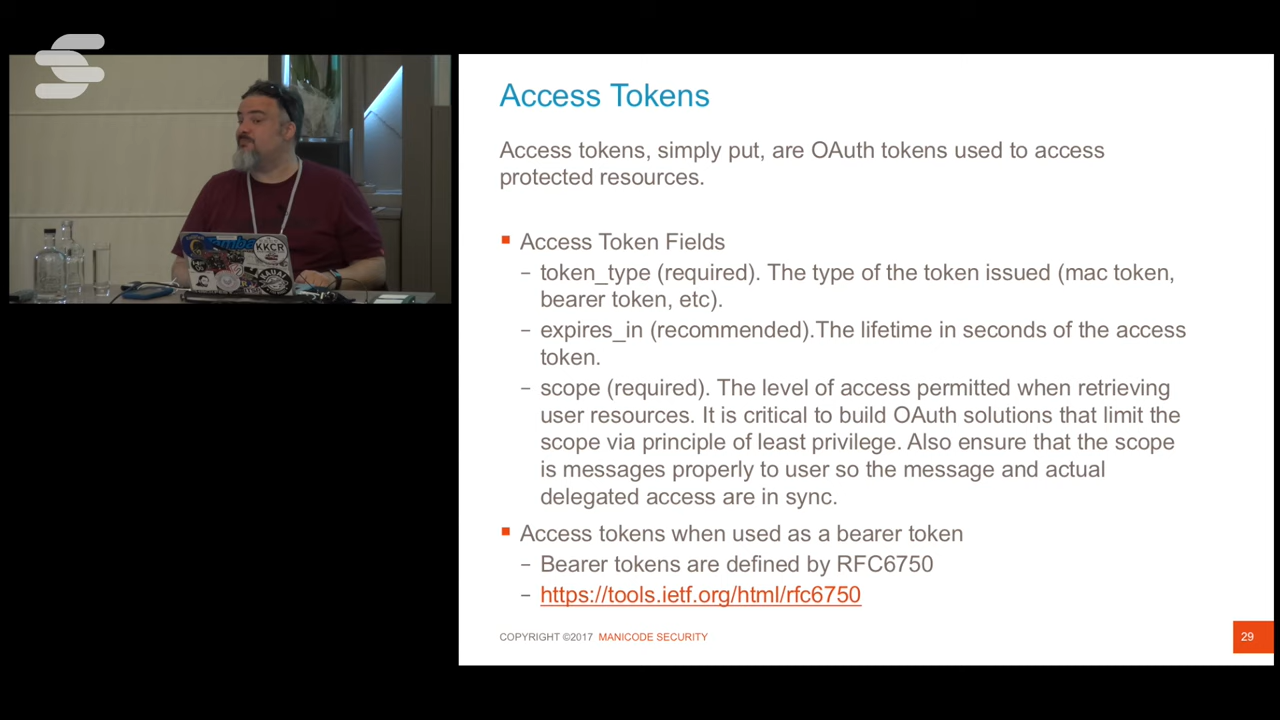 Access Tokens
Access tokens, simply put, are OAuth tokens used to access
protected resources.
▪ Access Token Fields
– token_type (required). The type of the token issued (mac token,
bearer token, etc).
– expires_in (recommended).The lifetime in seconds of the access
token.
– scope (required). The level of access permitted when retrieving
user resources. It is critical to build OAuth solutions that limit the
scope via principle of least privilege. Also ensure that the scope
is messages properly to user so the message and actual
delegated access are in sync.
▪ Access tokens when used as a bearer token
– Bearer tokens are defined by RFC6750
– https://tools.ietf.org/html/rfc6750
COPYRIGHT ©2017 MANICODE SECURITY
29
KKCR